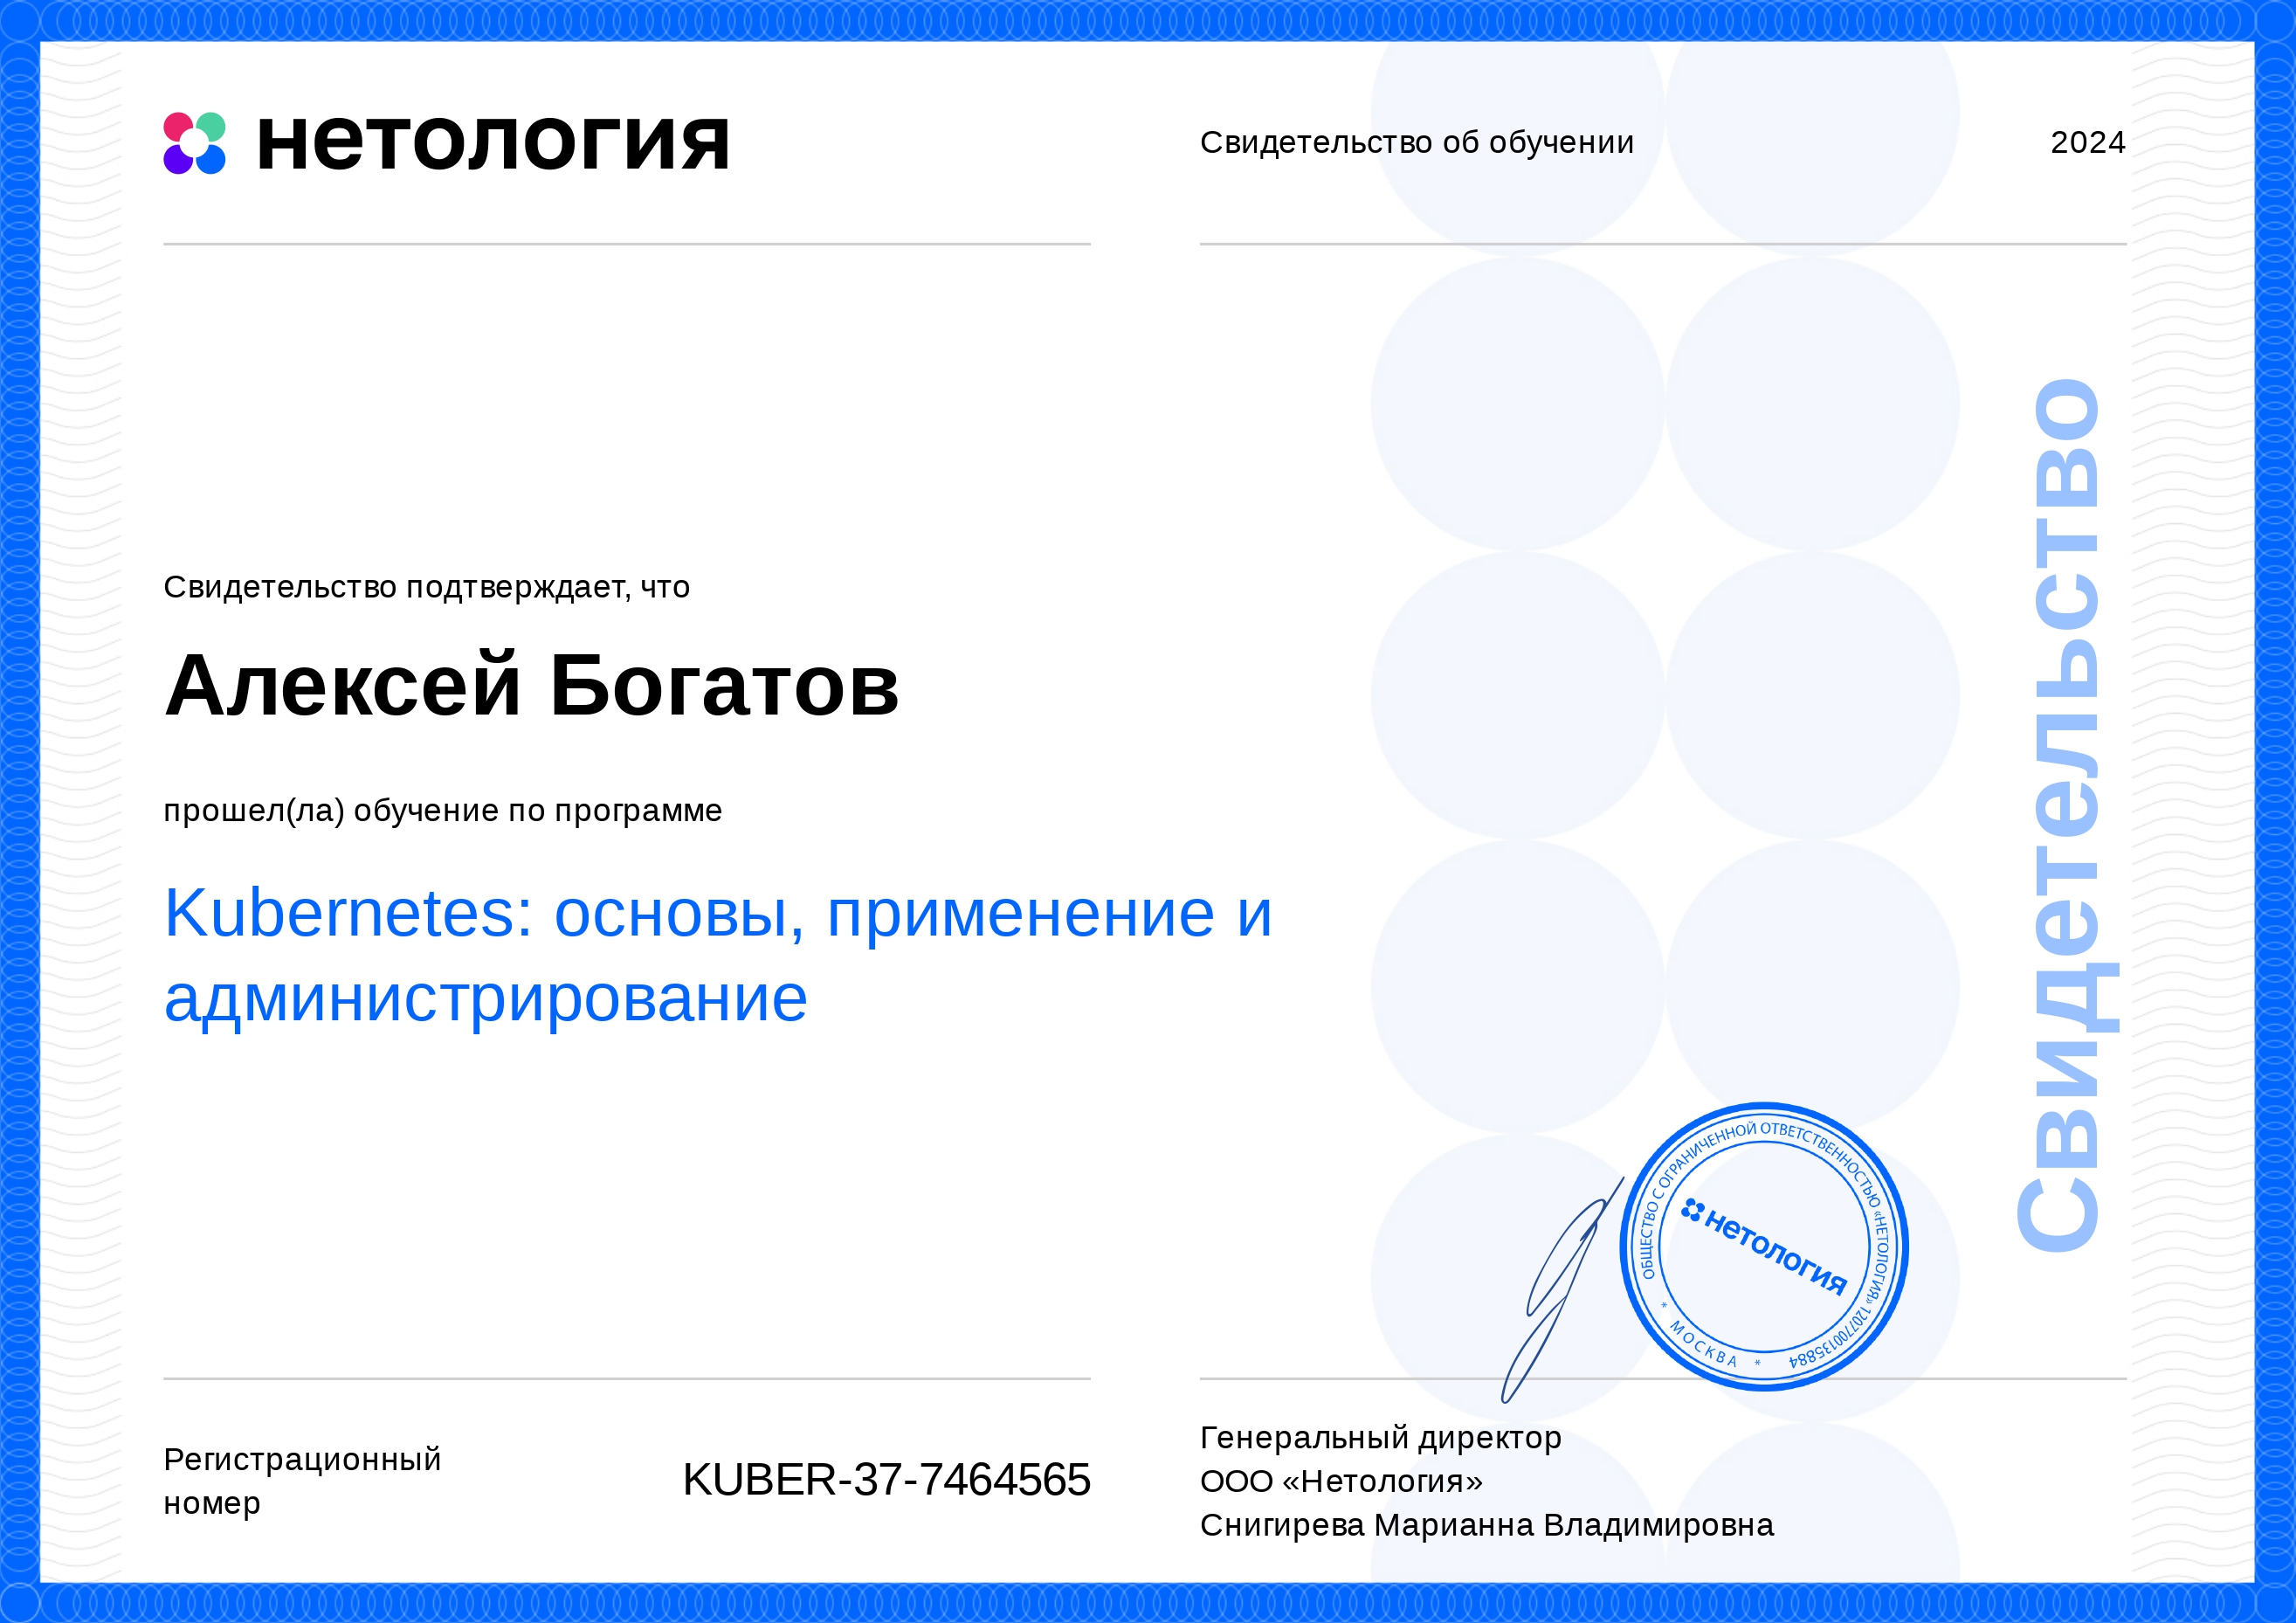 нетология
Свидетельство об обучении
2024
Свидетельство подтверждает, что
Алексей Богатов
прошел(ла) обучение по программе
Kubernetes: основы, применение и
администрирование
Свидетельство
ОБЩЕСТВО С ОГРАНИЧЕННОЙ ОТВЕТСТВЕННОСТЬЮ «НЕТОЛОГИЯ» 1207700135884
* МОСКВА *
нетология
Регистрационный
номер
KUBER-37-7464565
Генеральный директор
ООО «Нетология»
Снигирева Марианна Владимировна